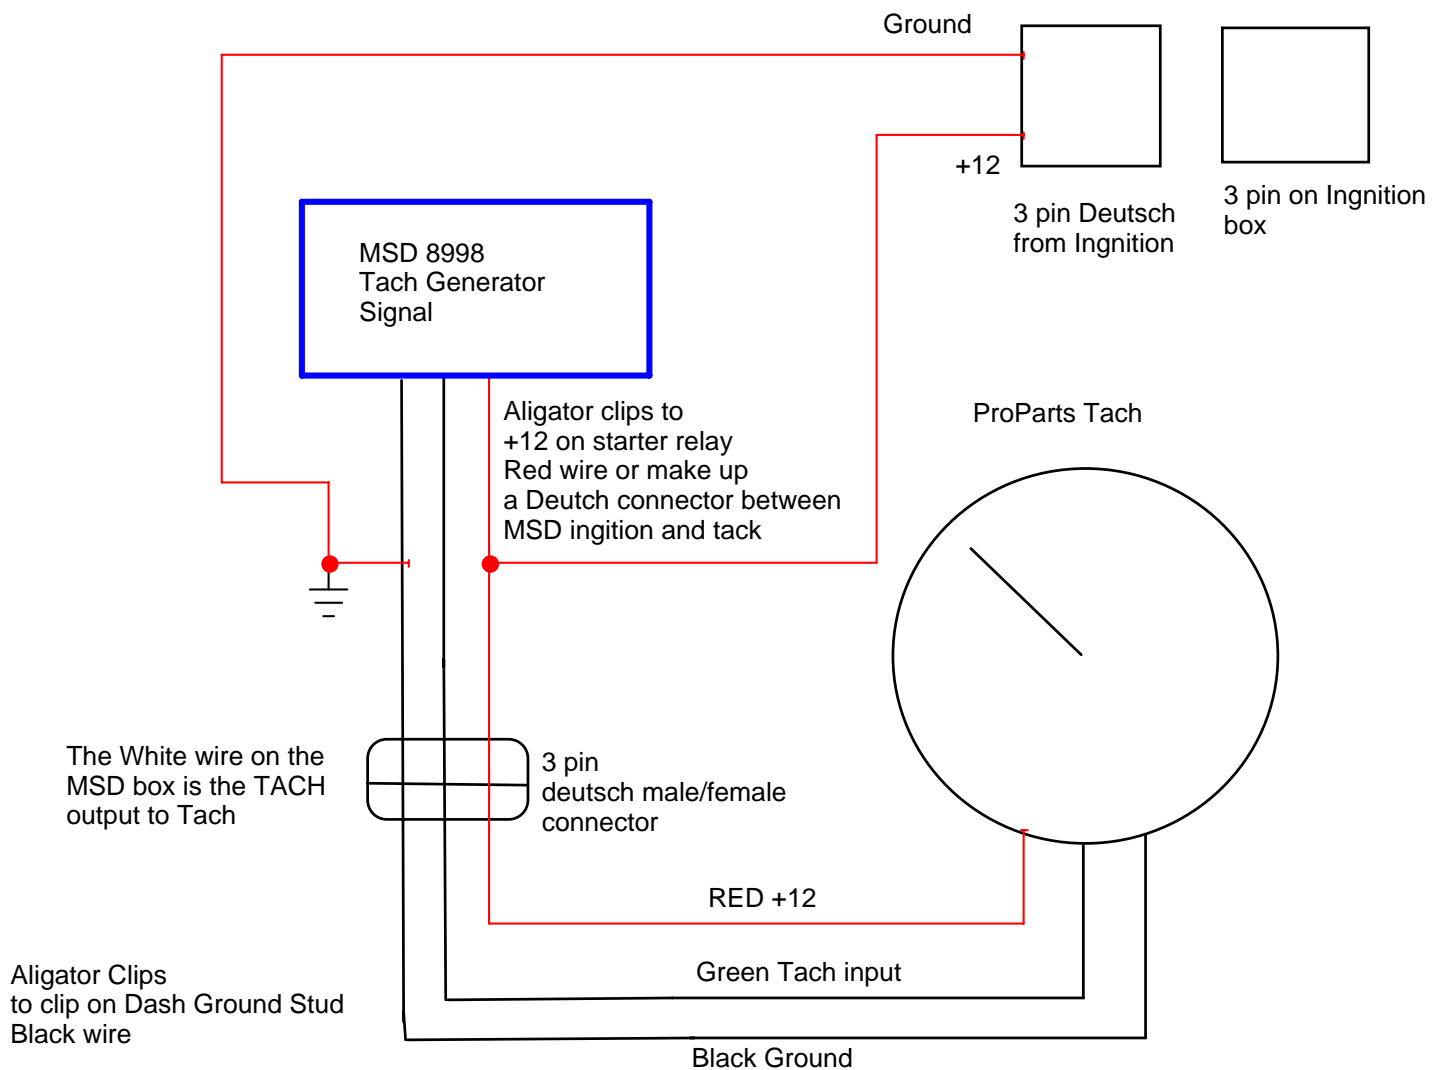 Ground
+12
3 pin Deutsch
from Ingnition
3 pin on Ingnition
box
MSD 8998
Tach Generator
Signal
Aligator clips to
+12 on starter relay
Red wire or make up
a Deutch connector between
MSD ingition and tack
ProParts Tach
The White wire on the
MSD box is the TACH
output to Tach
3 pin
deutsch male/female
connector
RED +12
Green Tach input
Aligator Clips
to clip on Dash Ground Stud
Black wire
Black Ground